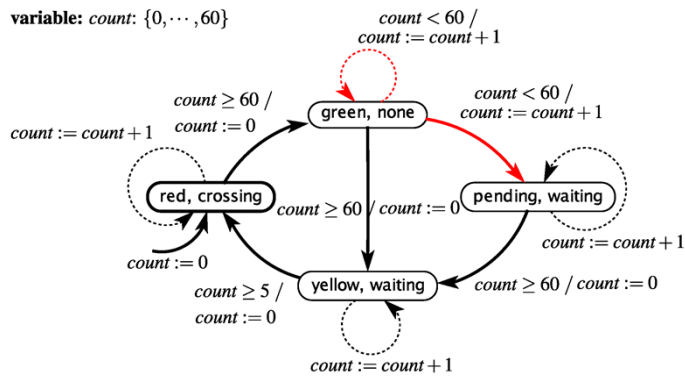 variable: count: {0, ⋯, 60}
count < 60 /
count := count + 1
count < 60 /
count := count + 1
count ≥ 60 /
count := 0
green, none
count := count + 1
red, crossing
count ≥ 60 / count := 0
pending, waiting
count := count + 1
count := 0
count ≥ 5 /
count := 0
yellow, waiting
count ≥ 60 / count := 0
count := count + 1